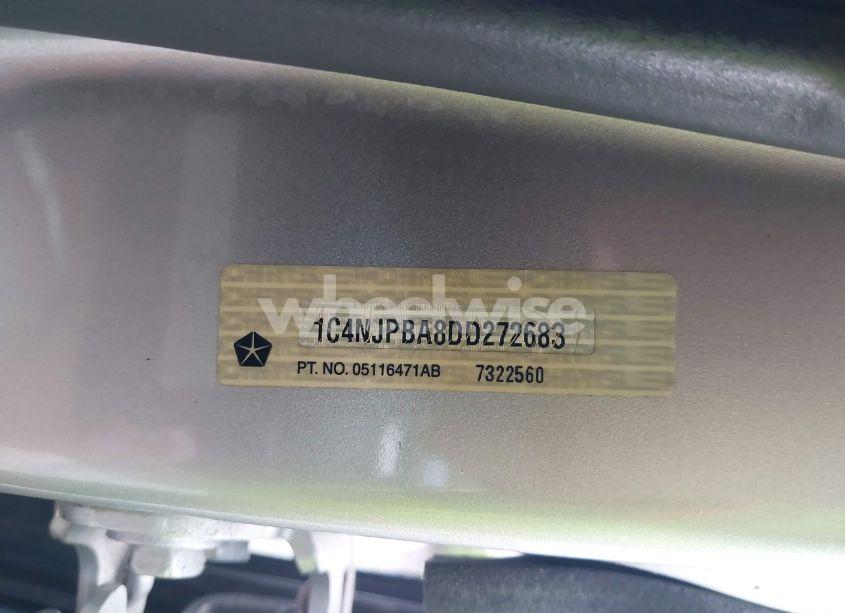 wheelwise
1C4NJPBA8DD272683
PT. NO. 05116471AB 7322560